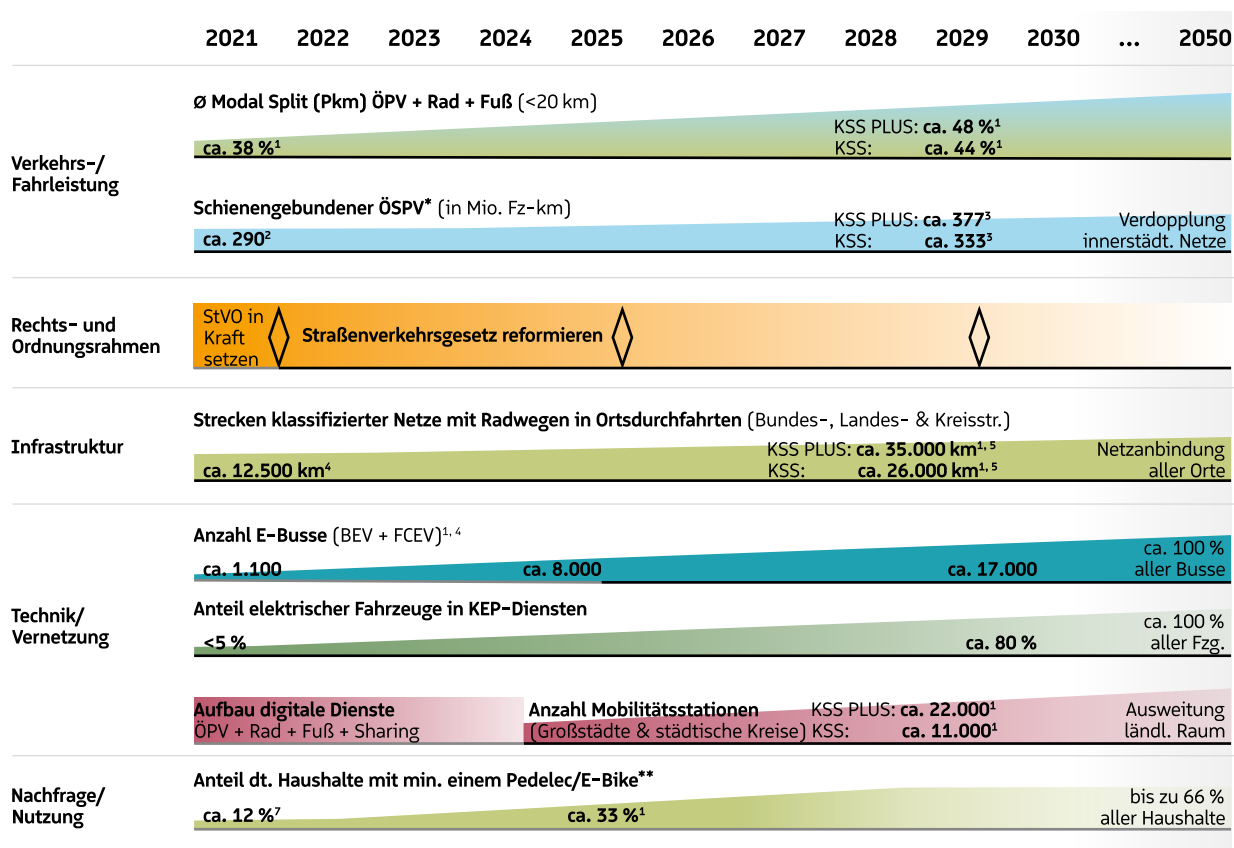 2021 2022 2023 2024 2025 2026 2027 2028 2029 2030 ... 2050
Verkehrs-/
Fahrleistung
Ø Modal Split (Pkm) ÖPV + Rad + Fuß (<20 km)
ca. 38 %¹
KSS PLUS: ca. 48 %¹
KSS: ca. 44 %¹
Schienengebundener ÖSPV* (in Mio. Fz-km)
ca. 290²
KSS PLUS: ca. 377³
KSS: ca. 333³
Verdopplung
innerstädt. Netze
Rechts- und
Ordnungsrahmen
StVO in
Kraft
setzen
Straßenverkehrsgesetz reformieren
Infrastruktur
Strecken klassifizierter Netze mit Radwegen in Ortsdurchfahrten (Bundes-, Landes- & Kreisstr.)
ca. 12.500 km⁴
KSS PLUS: ca. 35.000 km¹, ⁵
KSS: ca. 26.000 km¹, ⁵
Netzanbindung
aller Orte
Technik/
Vernetzung
Anzahl E-Busse (BEV + FCEV)¹, ⁴
ca. 1.100
ca. 8.000
ca. 17.000
ca. 100 %
aller Busse
Anteil elektrischer Fahrzeuge in KEP-Diensten
<5 %
ca. 80 %
ca. 100 %
aller Fzg.
Aufbau digitale Dienste
ÖPV + Rad + Fuß + Sharing
Anzahl Mobilitätsstationen
(Großstädte & städtische Kreise)
KSS PLUS: ca. 22.000¹
KSS: ca. 11.000¹
Ausweitung
ländl. Raum
Nachfrage/
Nutzung
Anteil dt. Haushalte mit min. einem Pedelec/E-Bike**
ca. 12 %⁷
ca. 33 %¹
bis zu 66 %
aller Haushalte